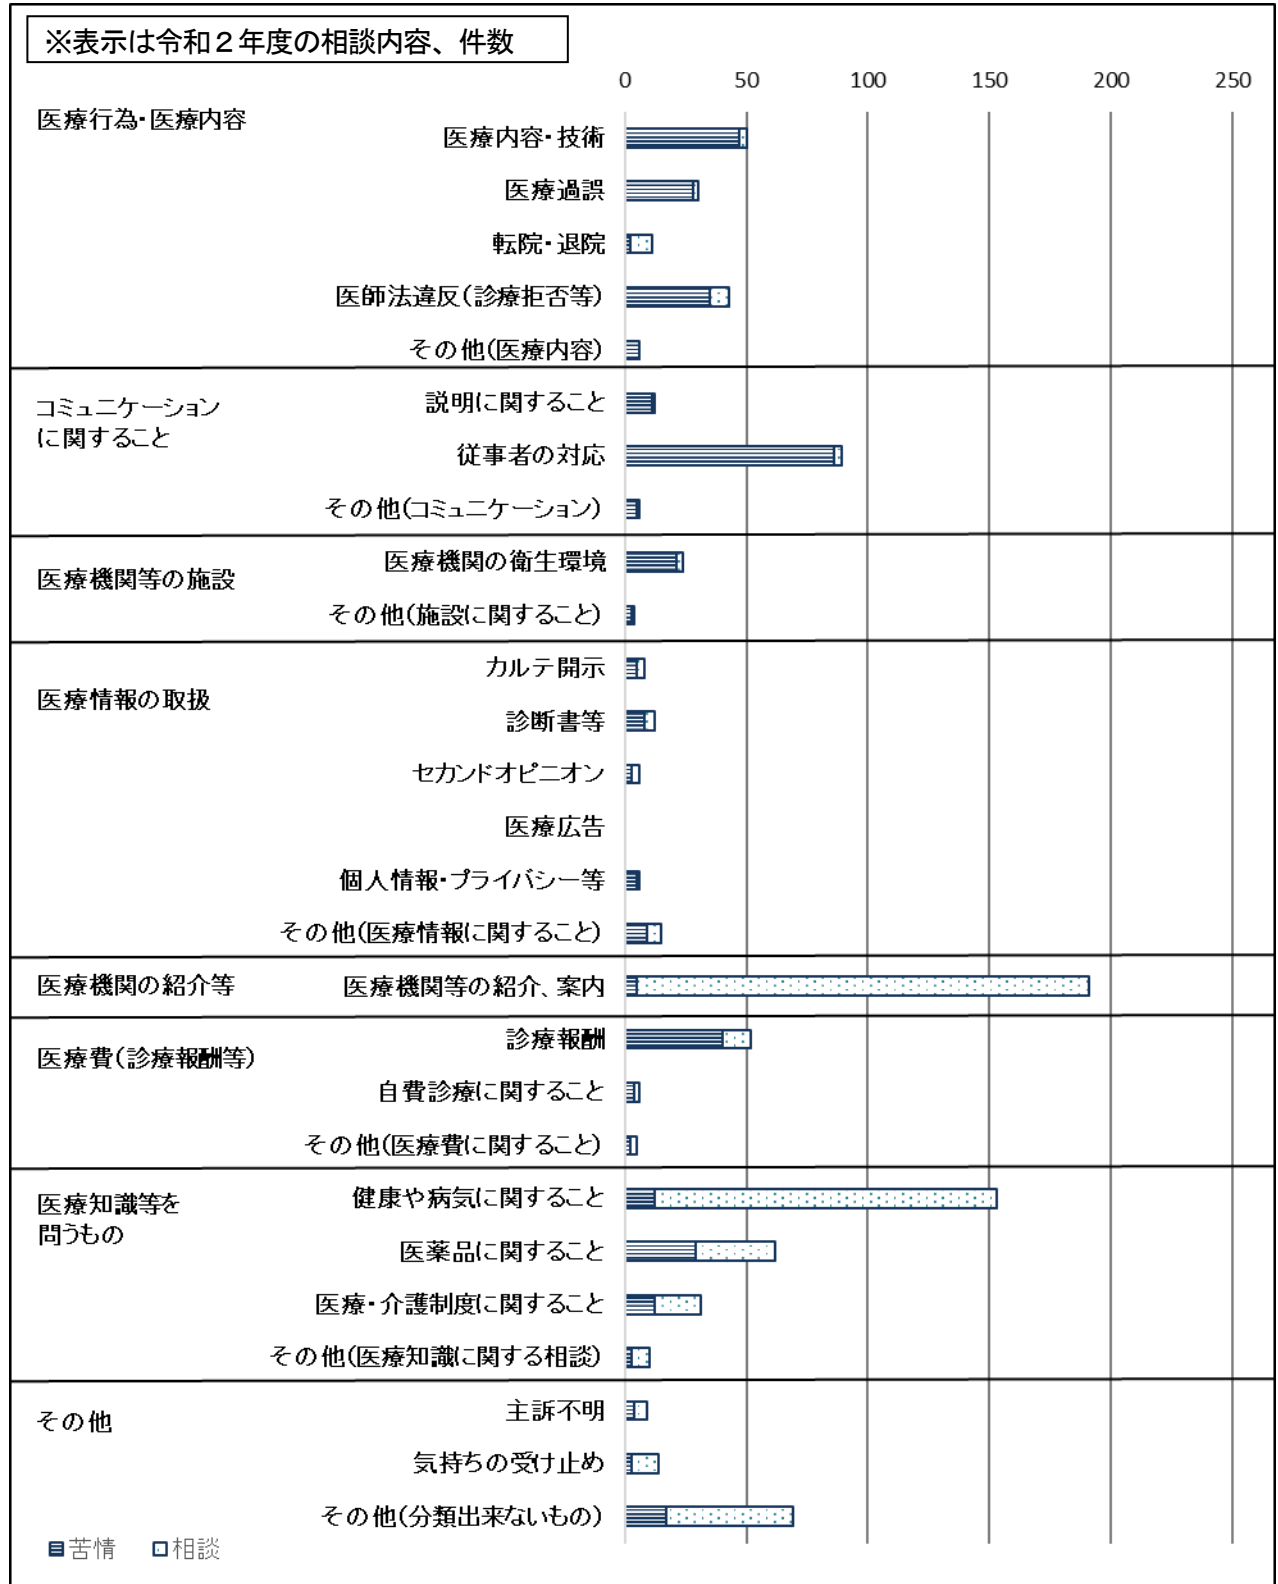 ※表示は令和２年度の相談内容、件数
0 50 100 150 200 250
医療行為・医療内容
医療内容・技術
医療過誤
転院・退院
医師法違反（診療拒否等）
その他（医療内容）
コミュニケーション
に関すること
説明に関すること
従事者の対応
その他（コミュニケーション）
医療機関等の施設
医療機関の衛生環境
その他（施設に関すること）
医療情報の取扱
カルテ開示
診断書等
セカンドオピニオン
医療広告
個人情報・プライバシー等
その他（医療情報に関すること）
医療機関の紹介等
医療機関等の紹介、案内
医療費（診療報酬等）
診療報酬
自費診療に関すること
その他（医療費に関すること）
医療知識等を
問うもの
健康や病気に関すること
医薬品に関すること
医療・介護制度に関すること
その他（医療知識に関する相談）
その他
主訴不明
気持ちの受け止め
その他（分類出来ないもの）
苦情 相談